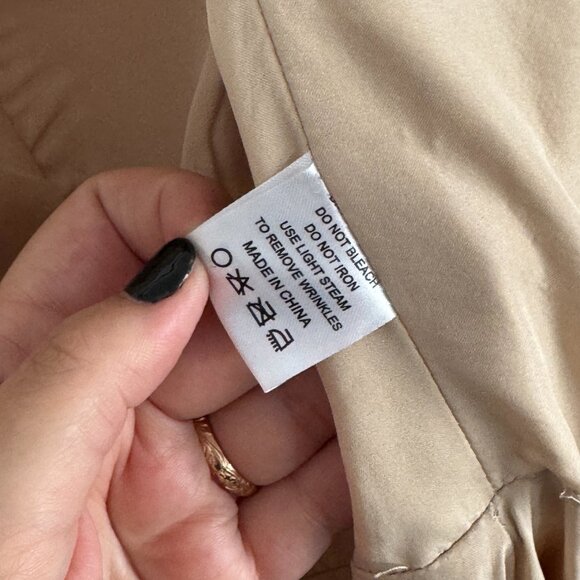 DO NOT BLEACH
DO NOT IRON
USE LIGHT STEAM
TO REMOVE WRINKLES
MADE IN CHINA